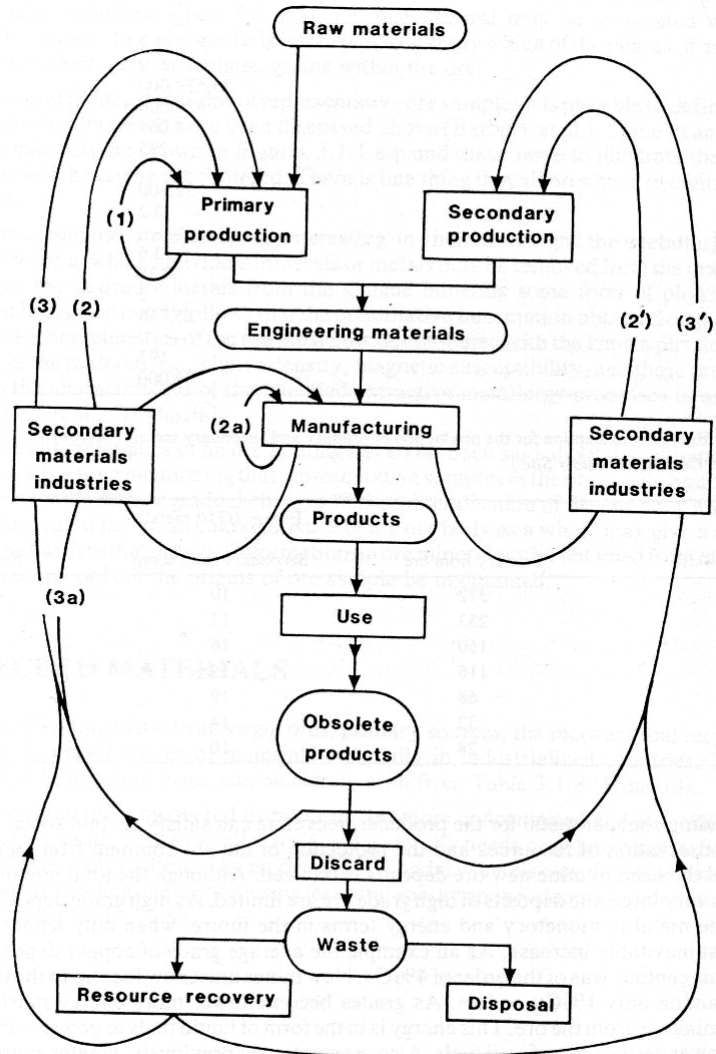 Raw materials
Primary
production
Secondary
production
(1)
(3)
(2)
(2')
(3')
Engineering materials
(2a)
Manufacturing
Secondary
materials
industries
Secondary
materials
industries
Products
(3a)
Use
Obsolete
products
Discard
Waste
Resource recovery
Disposal